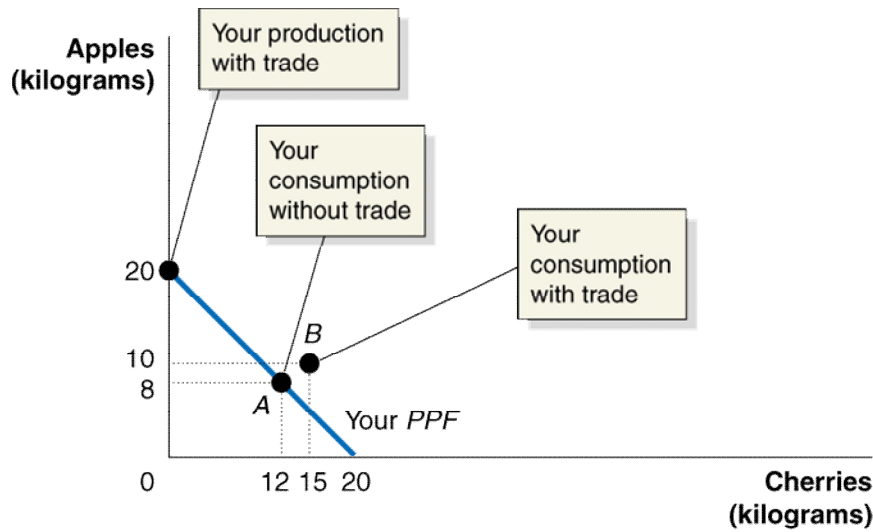 Your production
with trade
Apples
(kilograms)
Your
consumption
without trade
Your
consumption
with trade
20
B
10
8
A
Your PPF
0
12 15 20
Cherries
(kilograms)